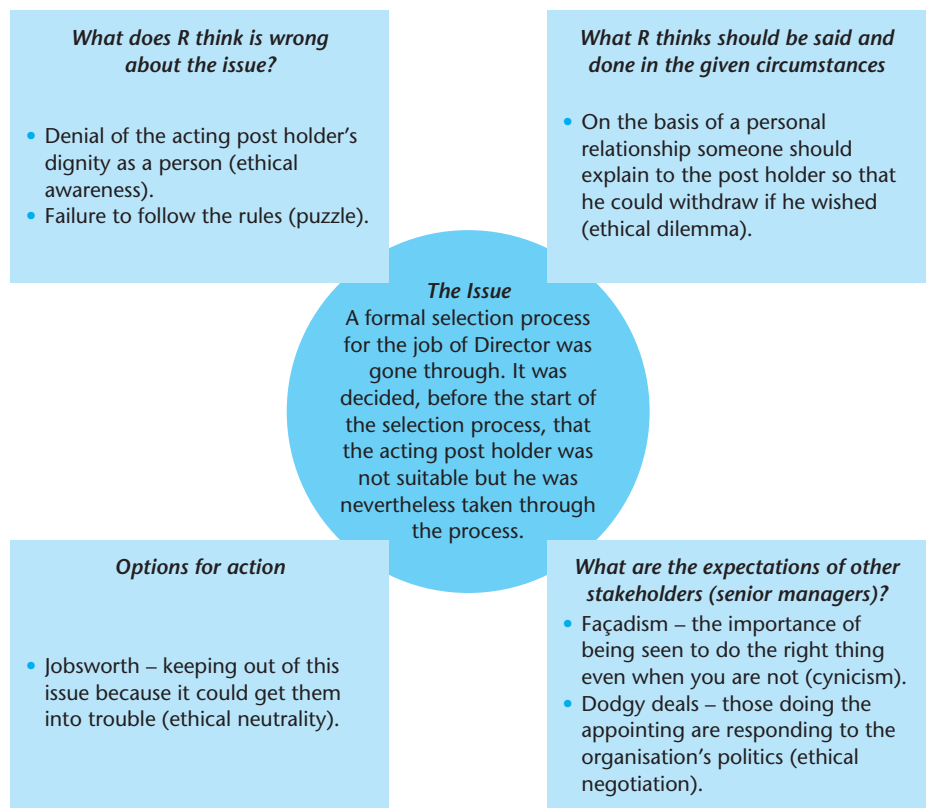 What does R think is wrong
about the issue?
• Denial of the acting post holder's
dignity as a person (ethical
awareness).
• Failure to follow the rules (puzzle).
What R thinks should be said and
done in the given circumstances
• On the basis of a personal
relationship someone should
explain to the post holder so that
he could withdraw if he wished
(ethical dilemma).
The Issue
A formal selection process
for the job of Director was
gone through. It was
decided, before the start of
the selection process, that
the acting post holder was
not suitable but he was
nevertheless taken through
the process.
Options for action
• Jobsworth – keeping out of this
issue because it could get them
into trouble (ethical neutrality).
What are the expectations of other
stakeholders (senior managers)?
• Façadism – the importance of
being seen to do the right thing
even when you are not (cynicism).
• Dodgy deals – those doing the
appointing are responding to the
organisation's politics (ethical
negotiation).